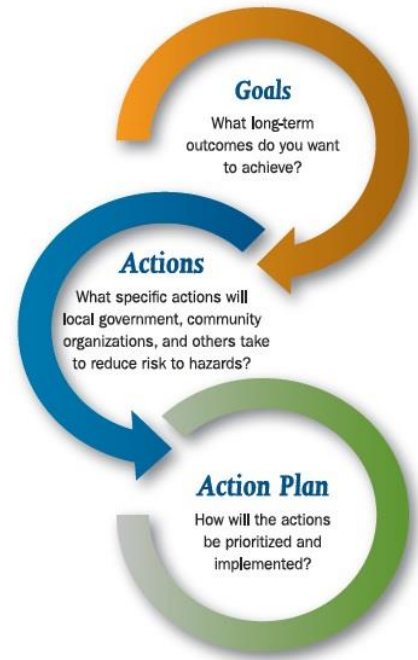 Goals
What long-term
outcomes do you want
to achieve?
Actions
What specific actions will
local government, community
organizations, and others take
to reduce risk to hazards?
Action Plan
How will the actions
be prioritized and
implemented?